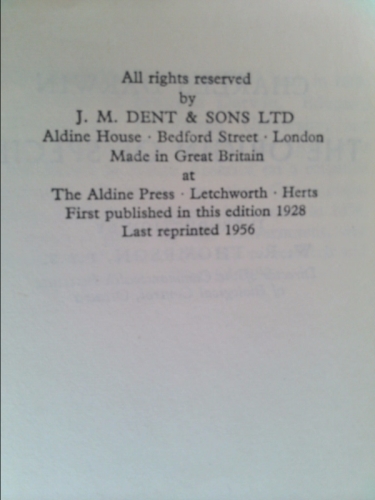 All rights reserved
by
J. M. DENT & SONS LTD
Aldine House · Bedford Street · London
Made in Great Britain
at
The Aldine Press · Letchworth · Herts
First published in this edition 1928
Last reprinted 1956